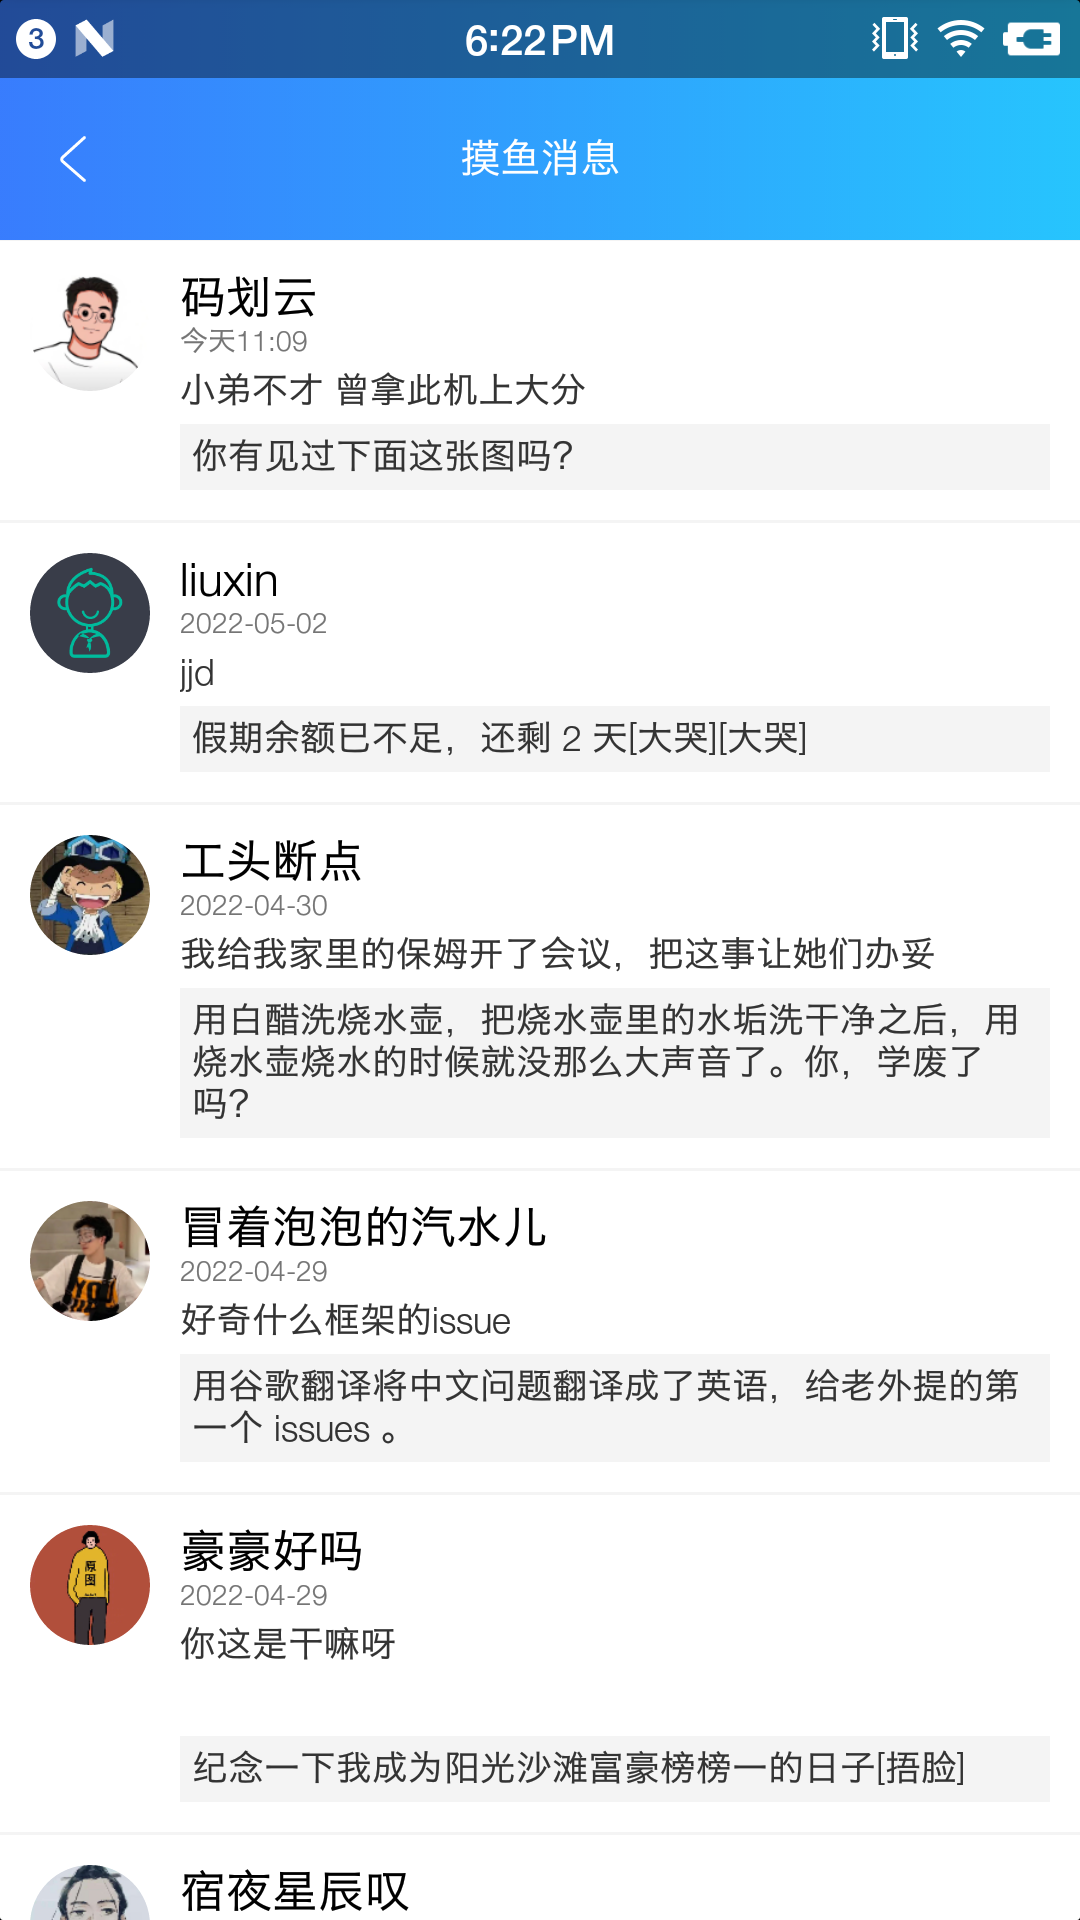 3
6:22PM
摸鱼消息
码划云
今天11:09
小弟不才 曾拿此机上大分
你有见过下面这张图吗？
liuxin
2022-05-02
jjd
假期余额已不足，还剩 2 天[大哭][大哭]
工头断点
2022-04-30
我给我家里的保姆开了会议，把这事让她们办妥
用白醋洗烧水壶，把烧水壶里的水垢洗干净之后，用
烧水壶烧水的时候就没那么大声音了。你，学废了
吗？
冒着泡泡的汽水儿
2022-04-29
好奇什么框架的issue
用谷歌翻译将中文问题翻译成了英语，给老外提的第
一个 issues 。
豪豪好吗
原
图
2022-04-29
你这是干嘛呀
纪念一下我成为阳光沙滩富豪榜榜一的日子[捂脸]
宿夜星辰叹